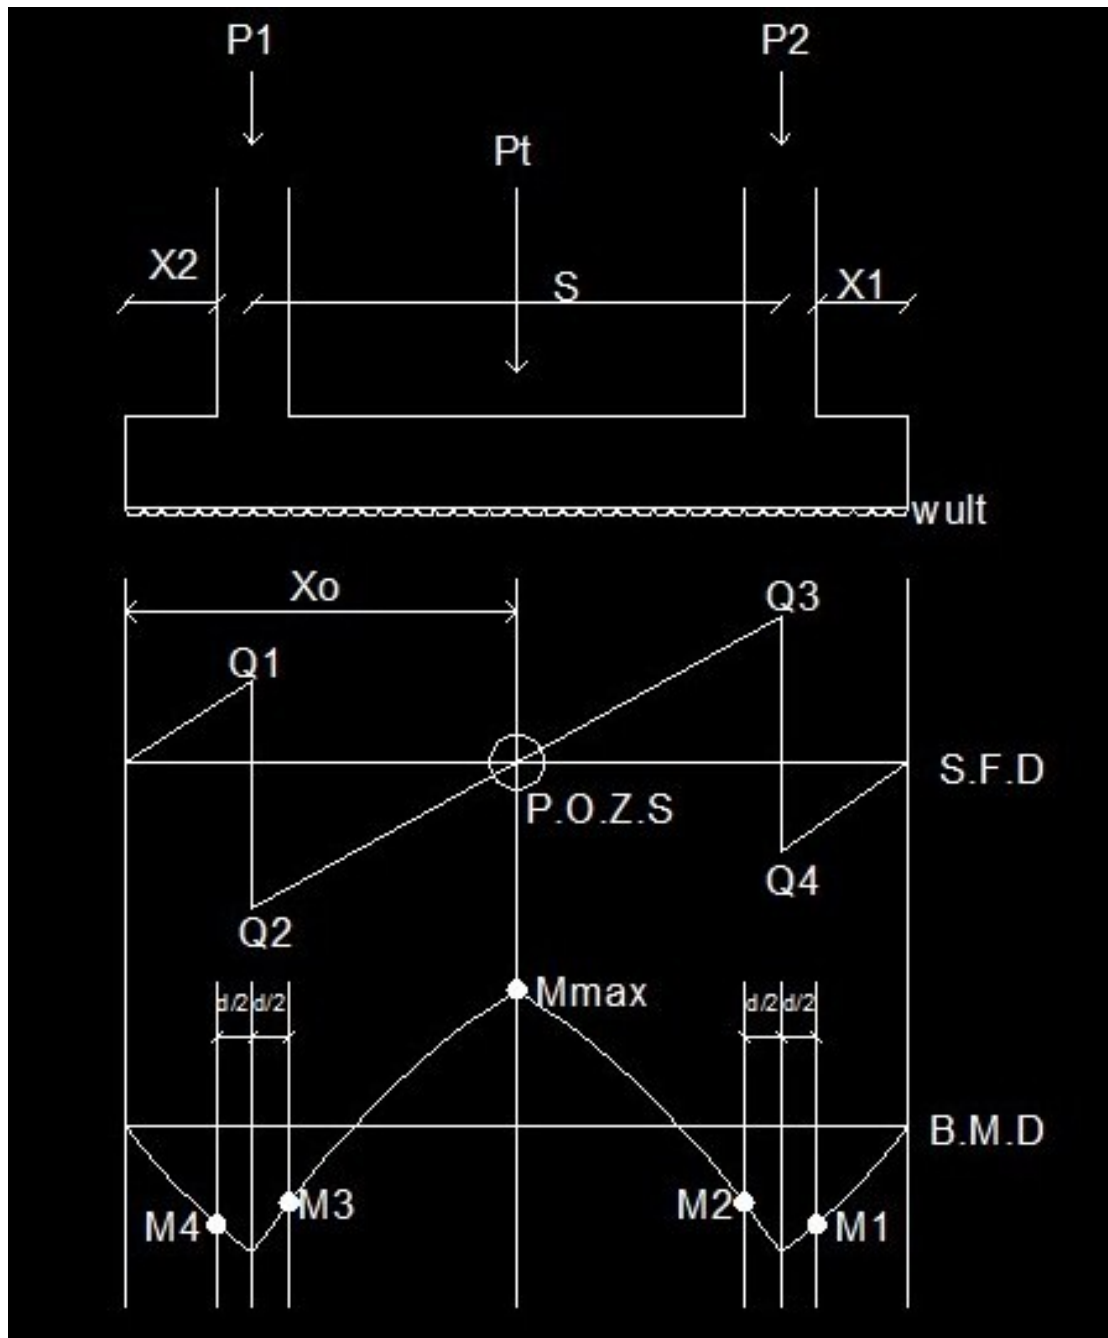 P1 P2
Pt
X2 S X1
w ult
Xo Q3
Q1
S.F.D
P.O.Z.S
Q4
Q2
Mmax
d/2 d/2 d/2 d/2
B.M.D
M4 M3 M2 M1